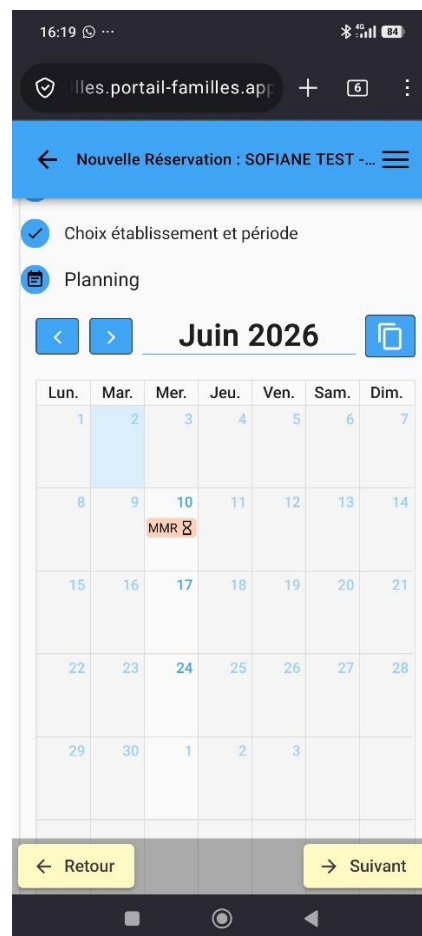 16:19 ...
4G 84
lles.portail-familles.app
6
Nouvelle Réservation : SOFIANE TEST -...
Choix établissement et période
Planning
Juin 2026
Lun. Mar. Mer. Jeu. Ven. Sam. Dim.
1 2 3 4 5 6 7
8 9 10 11 12 13 14
MMR
15 16 17 18 19 20 21
22 23 24 25 26 27 28
29 30 1 2 3
Retour Suivant